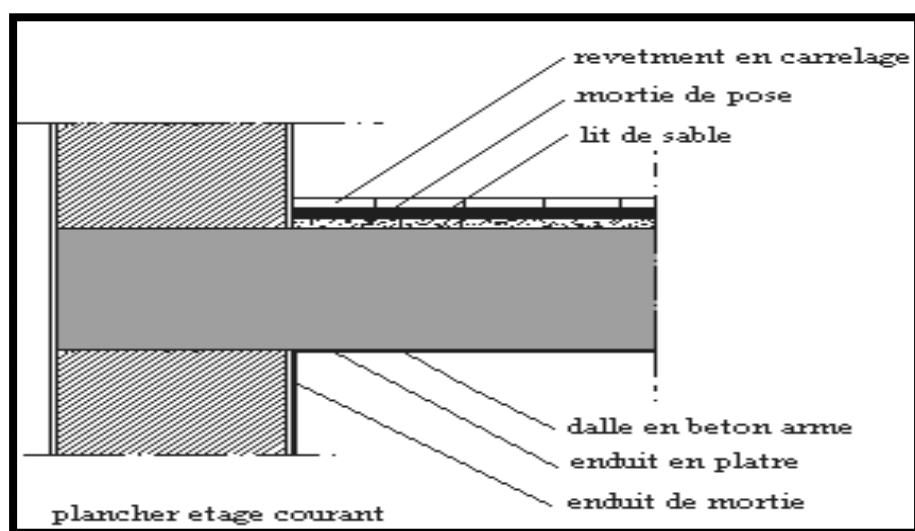 revetment en carrelage
mortie de pose
lit de sable
dalle en beton arme
enduit en platre
enduit de mortie
plancher etage courant